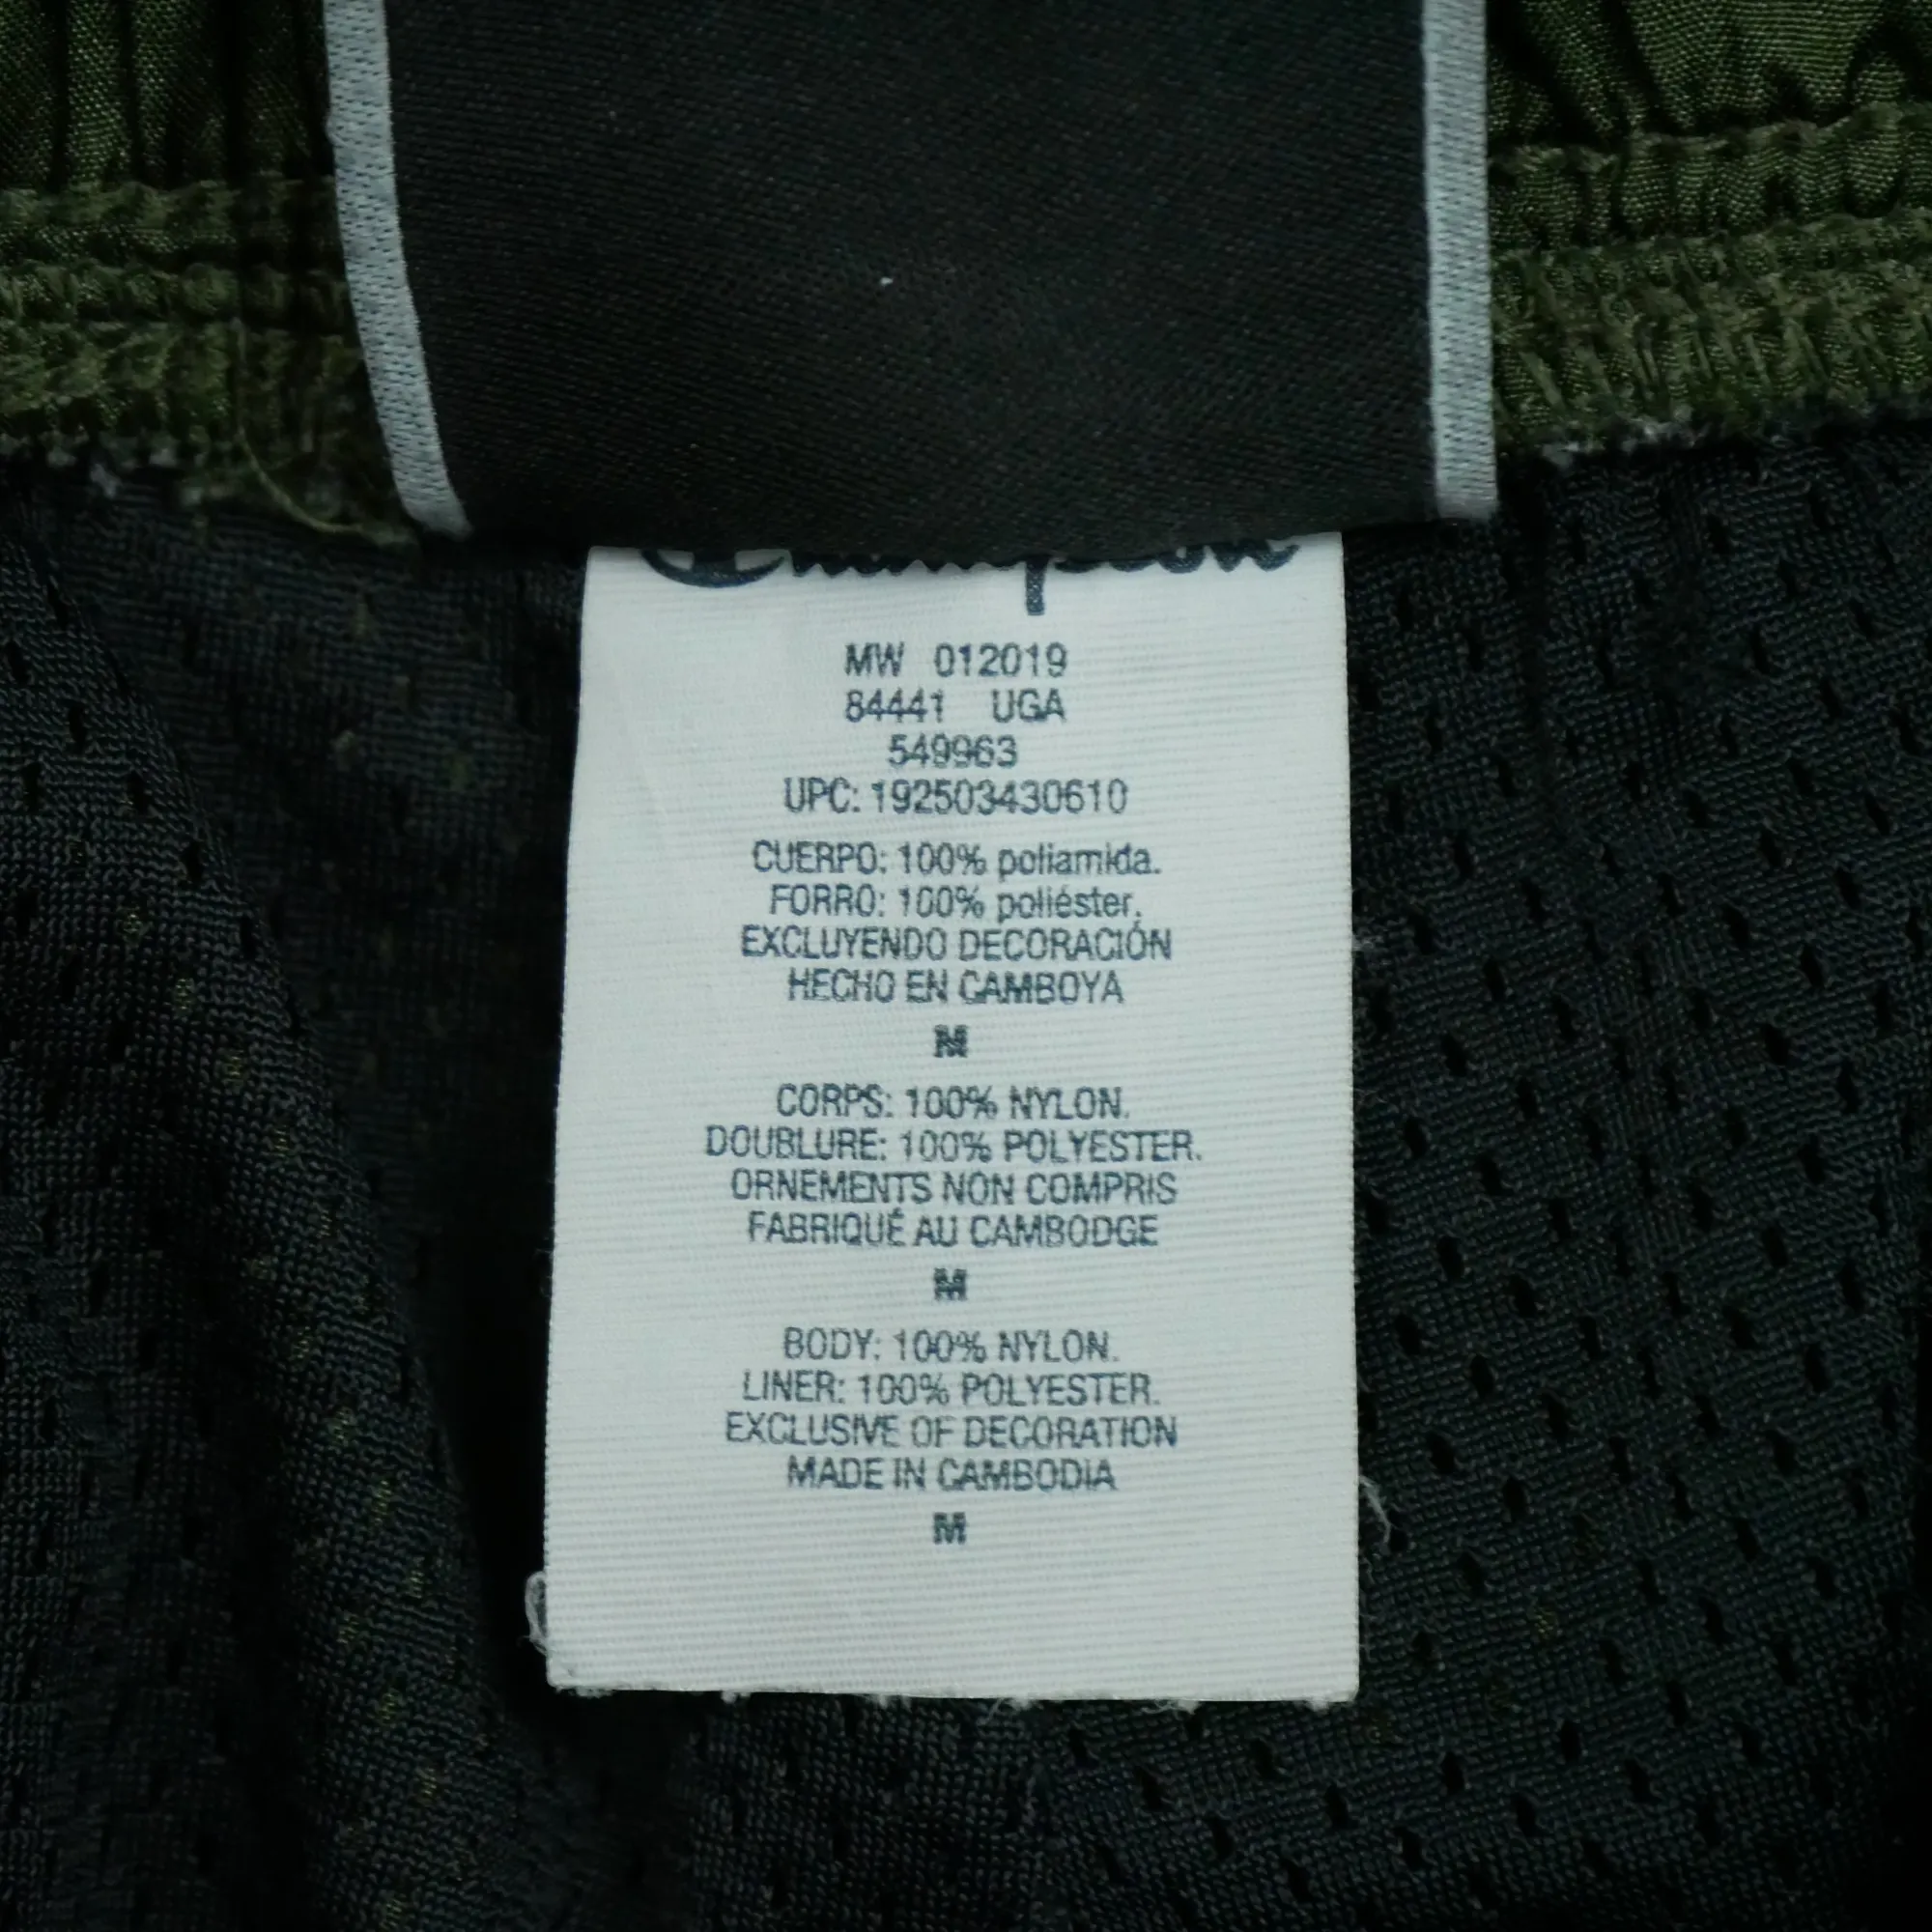 Champion
MW 012019
84441 UGA
549963
UPC: 192503430610
CUERPO: 100% poliamida.
FORRO: 100% poliéster.
EXCLUYENDO DECORACIÓN
HECHO EN CAMBOYA
M
CORPS: 100% NYLON.
DOUBLURE: 100% POLYESTER.
ORNEMENTS NON COMPRIS
FABRIQUÉ AU CAMBODGE
M
BODY: 100% NYLON.
LINER: 100% POLYESTER.
EXCLUSIVE OF DECORATION
MADE IN CAMBODIA
M